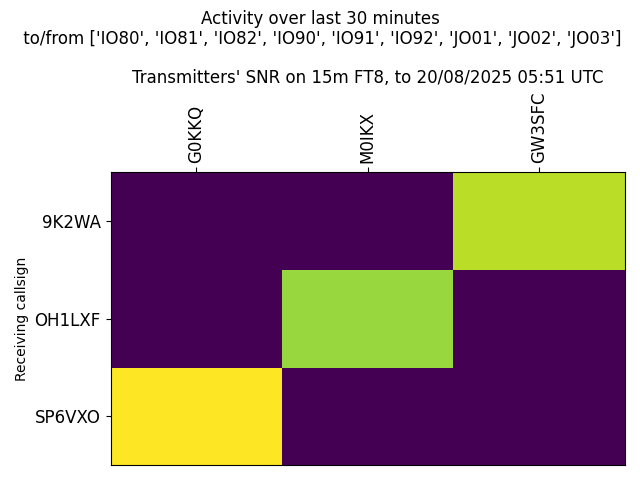 Activity over last 30 minutes
to/from ['IO80', 'IO81', 'IO82', 'IO90', 'IO91', 'IO92', 'JO01', 'JO02', 'JO03']
Transmitters' SNR on 15m FT8, to 20/08/2025 05:51 UTC
G0KKQ
M0IKX
GW3SFC
Receiving callsign
9K2WA
OH1LXF
SP6VXO